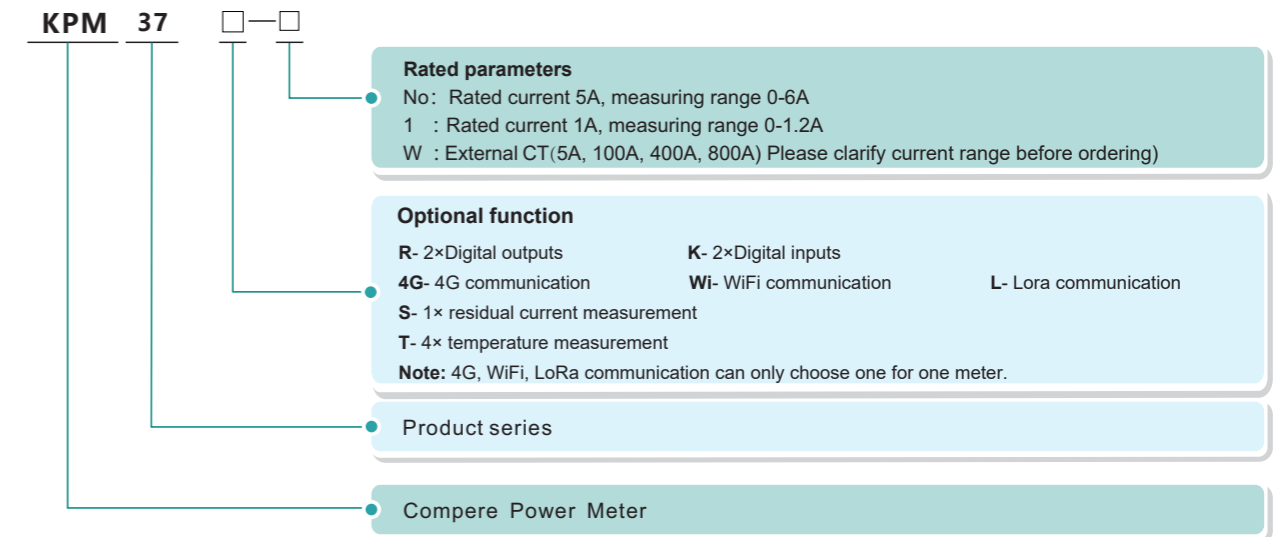 KPM 37 □—□
Rated parameters
No： Rated current 5A, measuring range 0-6A
1 ：Rated current 1A, measuring range 0-1.2A
W ：External CT(5A, 100A, 400A, 800A) Please clarify current range before ordering)
Optional function
R- 2×Digital outputs K- 2×Digital inputs
4G- 4G communication Wi- WiFi communication L- Lora communication
S- 1× residual current measurement
T- 4× temperature measurement
Note: 4G, WiFi, LoRa communication can only choose one for one meter.
Product series
Compere Power Meter